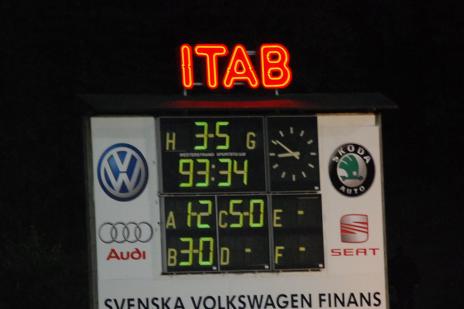 ITAB
H 3-5 G
93:34
SKODA
AUTO
A 1-2 C 5-0 E -
B 3-0 D - F -
Audi
SEAT
SVENSKA VOLKSWAGEN FINANS